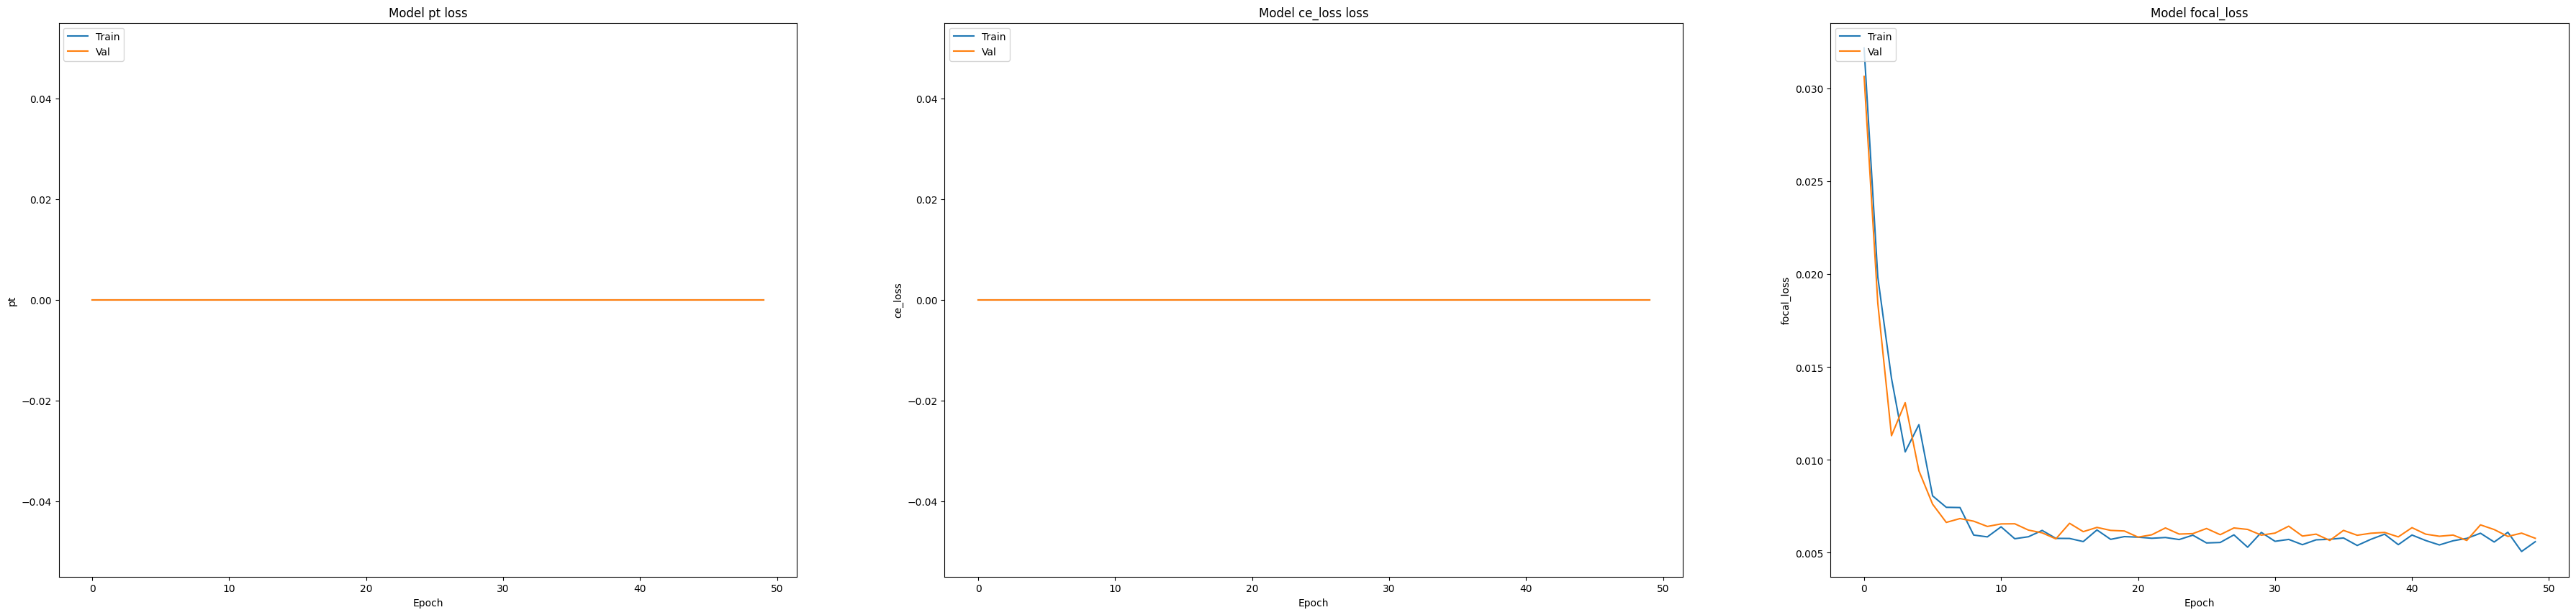 Model pt loss
Train
Val
0.04
0.02
0.00
−0.02
−0.04
pt
0 10 20 30 40 50
Epoch
Model ce_loss loss
Train
Val
0.04
0.02
0.00
−0.02
−0.04
ce_loss
0 10 20 30 40 50
Epoch
Model focal_loss
Train
Val
0.030
0.025
0.020
0.015
0.010
0.005
focal_loss
0 10 20 30 40 50
Epoch